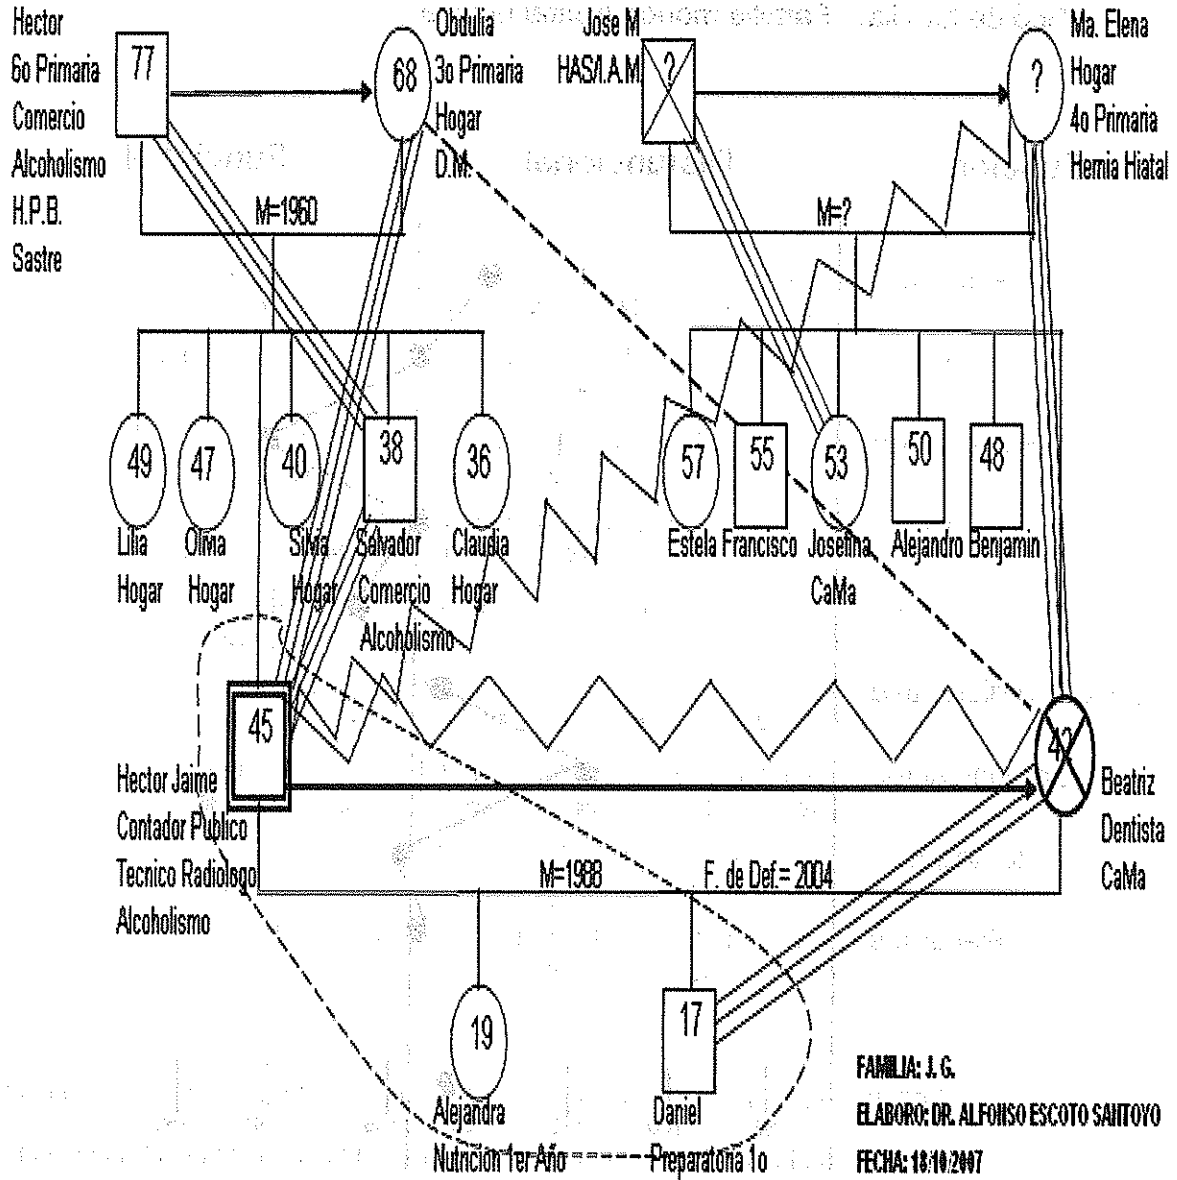 Hector
6o Primaria
Comercio
Alcoholismo
H.P.B.
Sastre
77
68
Obdulia
3o Primaria
Hogar
D.M.
Jose M
HAS/I.A.M
?
?
Ma. Elena
Hogar
4o Primaria
Hernia Hiatal
M=1960
M=?
49
Lilia
Hogar
47
Olivia
Hogar
40
Silvia
Hogar
38
Salvador
Comercio
Alcoholismo
36
Claudia
Hogar
57
Estela
55
Francisco
53
Josefina
CaMa
50
Alejandro
48
Benjamin
45
Hector Jaime
Contador Publico
Tecnico Radiologo
Alcoholismo
42
Beatriz
Dentista
CaMa
M=1988
F. de Def.= 2004
19
Alejandra
Nutrición 1er Año
17
Daniel
Preparatoria 1o
FAMILIA: J. G.
ELABORO: DR. ALFONSO ESCOTO SANTOYO
FECHA: 18/10/2007